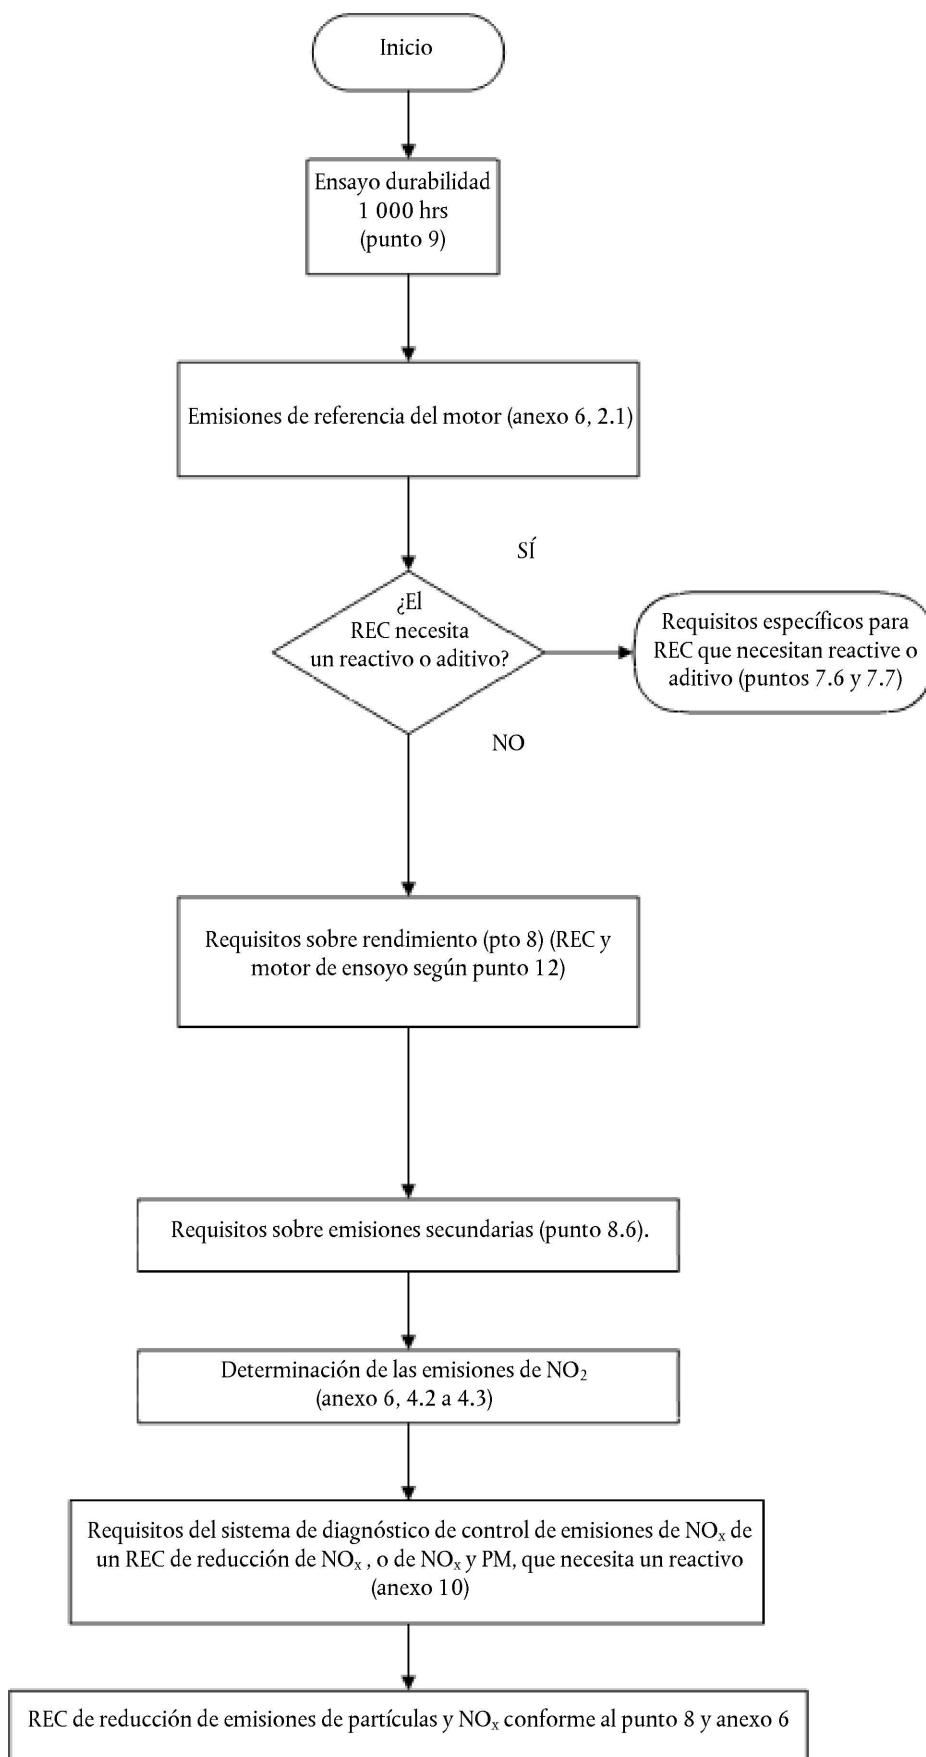 Inicio
Ensayo durabilidad
1 000 hrs
(punto 9)
Emisiones de referencia del motor (anexo 6, 2.1)
SÍ
¿El
REC necesita
un reactivo o aditivo?
Requisitos específicos para
REC que necesitan reactive o
aditivo (puntos 7.6 y 7.7)
NO
Requisitos sobre rendimiento (pto 8) (REC y
motor de ensoyo según punto 12)
Requisitos sobre emisiones secundarias (punto 8.6).
Determinación de las emisiones de NO₂
(anexo 6, 4.2 a 4.3)
Requisitos del sistema de diagnóstico de control de emisiones de NOₓ de
un REC de reducción de NOₓ , o de NOₓ y PM, que necesita un reactivo
(anexo 10)
REC de reducción de emisiones de partículas y NOₓ conforme al punto 8 y anexo 6